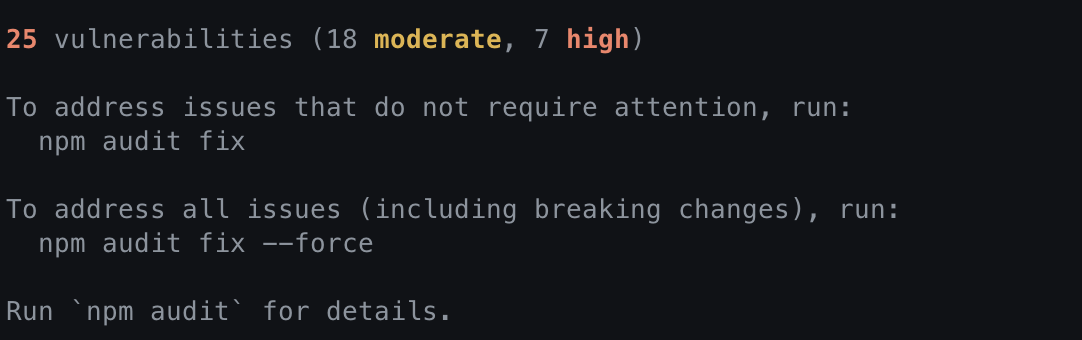 25 vulnerabilities (18 moderate, 7 high)
To address issues that do not require attention, run:
  npm audit fix
To address all issues (including breaking changes), run:
  npm audit fix --force
Run `npm audit` for details.